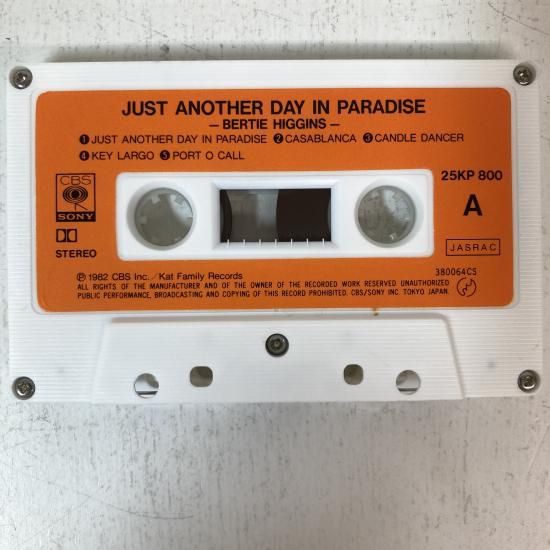 JUST ANOTHER DAY IN PARADISE
— BERTIE HIGGINS —
❶ JUST ANOTHER DAY IN PARADISE ❷ CASABLANCA ❸ CANDLE DANCER
❹ KEY LARGO ❺ PORT O CALL
CBS
SONY
STEREO
25KP 800
A
JASRAC
380064CS
Ⓟ 1982 CBS Inc. / Kat Family Records
ALL RIGHTS OF THE MANUFACTURER AND OF THE OWNER OF THE RECORDED WORK RESERVED UNAUTHORIZED
PUBLIC PERFORMANCE, BROADCASTING AND COPYING OF THIS RECORD PROHIBITED. CBS/SONY INC. TOKYO JAPAN.